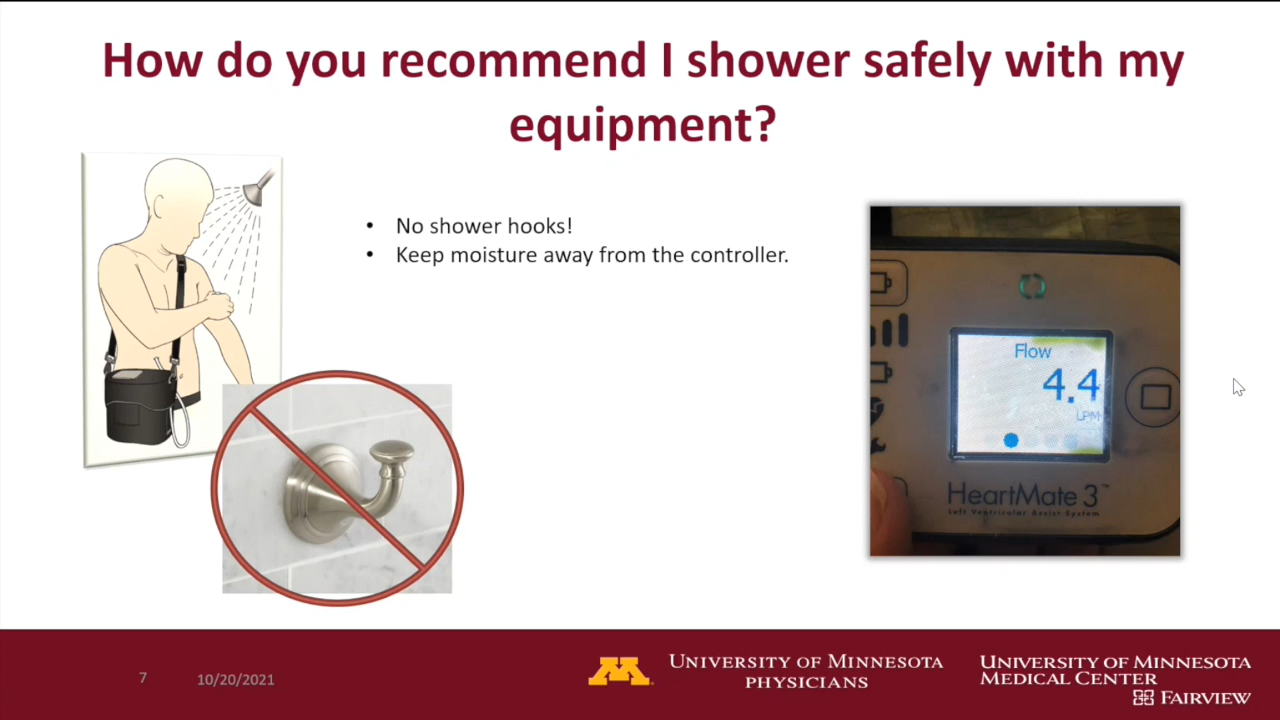 How do you recommend I shower safely with my
equipment?
• No shower hooks!
• Keep moisture away from the controller.
Flow
4.4
LPM
HeartMate 3™
Left Ventricular Assist System
7
10/20/2021
M
UNIVERSITY OF MINNESOTA
PHYSICIANS
UNIVERSITY OF MINNESOTA
MEDICAL CENTER
FAIRVIEW